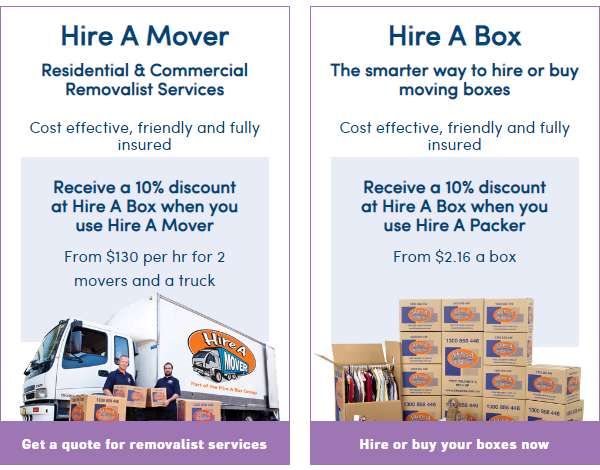 Hire A Mover
Residential & Commercial
Removalist Services
Cost effective, friendly and fully
insured
Receive a 10% discount
at Hire A Box when you
use Hire A Mover
From $130 per hr for 2
movers and a truck
Hire A
MOVER
Part of the Hire A Box Group
Get a quote for removalist services
Hire A Box
The smarter way to hire or buy
moving boxes
Cost effective, friendly and fully
insured
Receive a 10% discount
at Hire A Box when you
use Hire A Packer
From $2.16 a box
1300 858 446
Hire or buy your boxes now